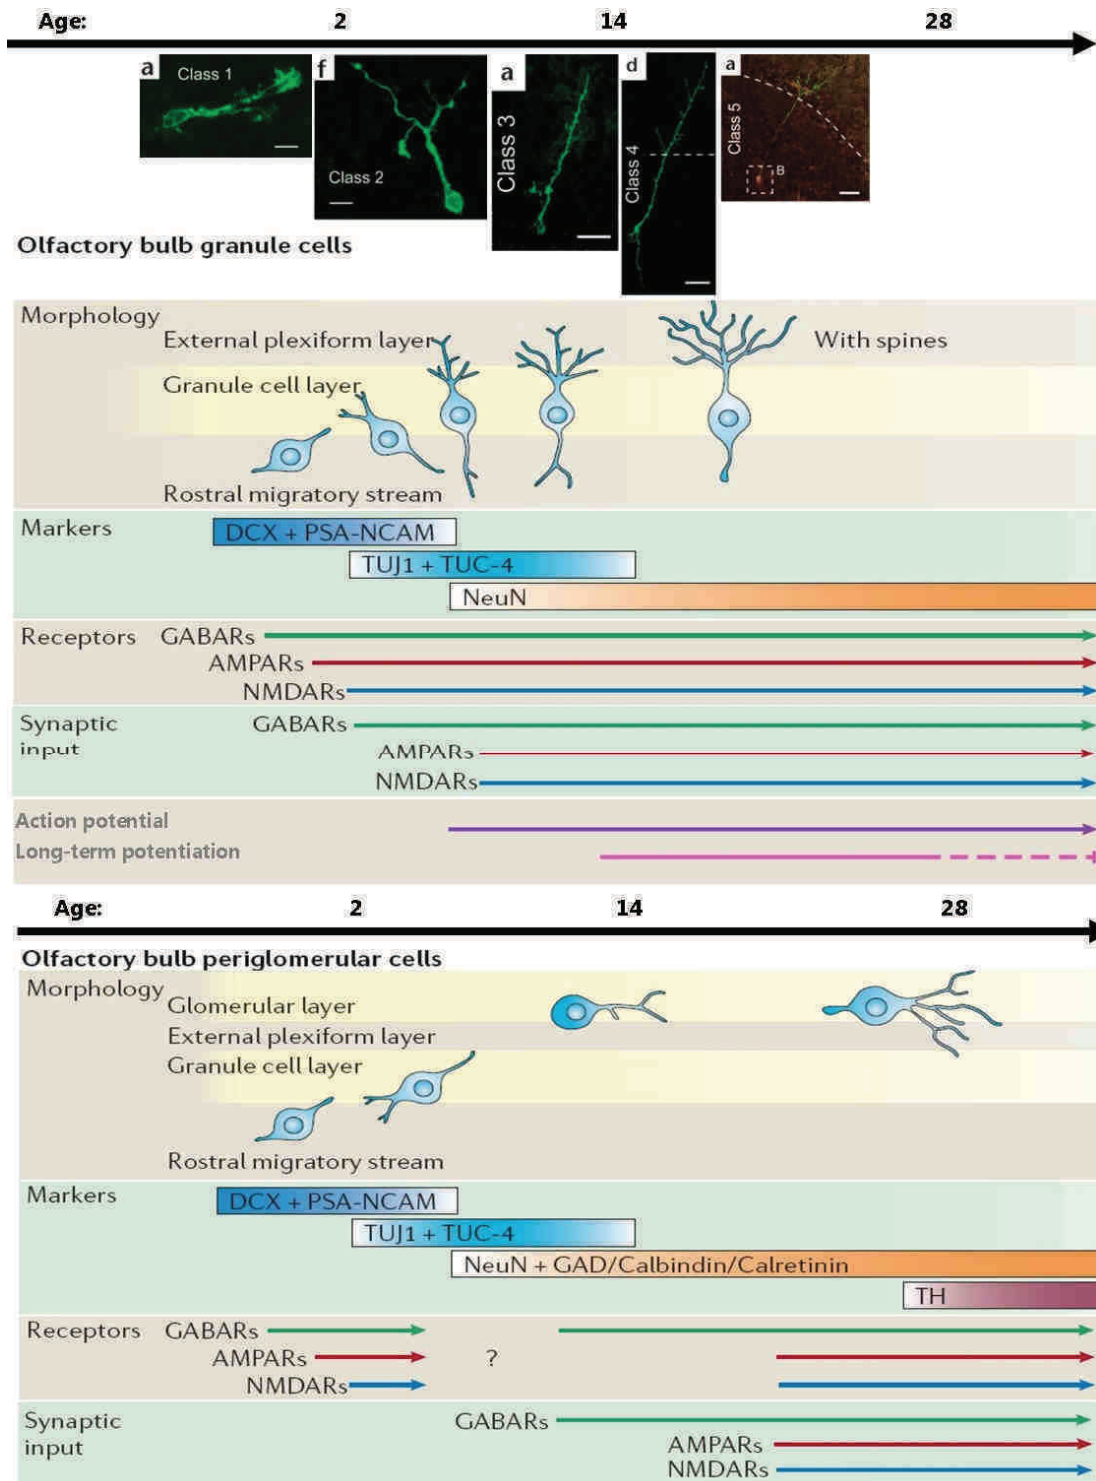 Age: 2 14 28
a Class 1
f Class 2
a Class 3
d Class 4
a Class 5 B
Olfactory bulb granule cells
Morphology
External plexiform layer
With spines
Granule cell layer
Rostral migratory stream
Markers
DCX + PSA-NCAM
TUJ1 + TUC-4
NeuN
Receptors GABARs
AMPARs
NMDARs
Synaptic GABARs
input
AMPARs
NMDARs
Action potential
Long-term potentiation
Age: 2 14 28
Olfactory bulb periglomerular cells
Morphology
Glomerular layer
External plexiform layer
Granule cell layer
Rostral migratory stream
Markers
DCX + PSA-NCAM
TUJ1 + TUC-4
NeuN + GAD/Calbindin/Calretinin
TH
Receptors GABARs
AMPARs ?
NMDARs
Synaptic GABARs
input
AMPARs
NMDARs